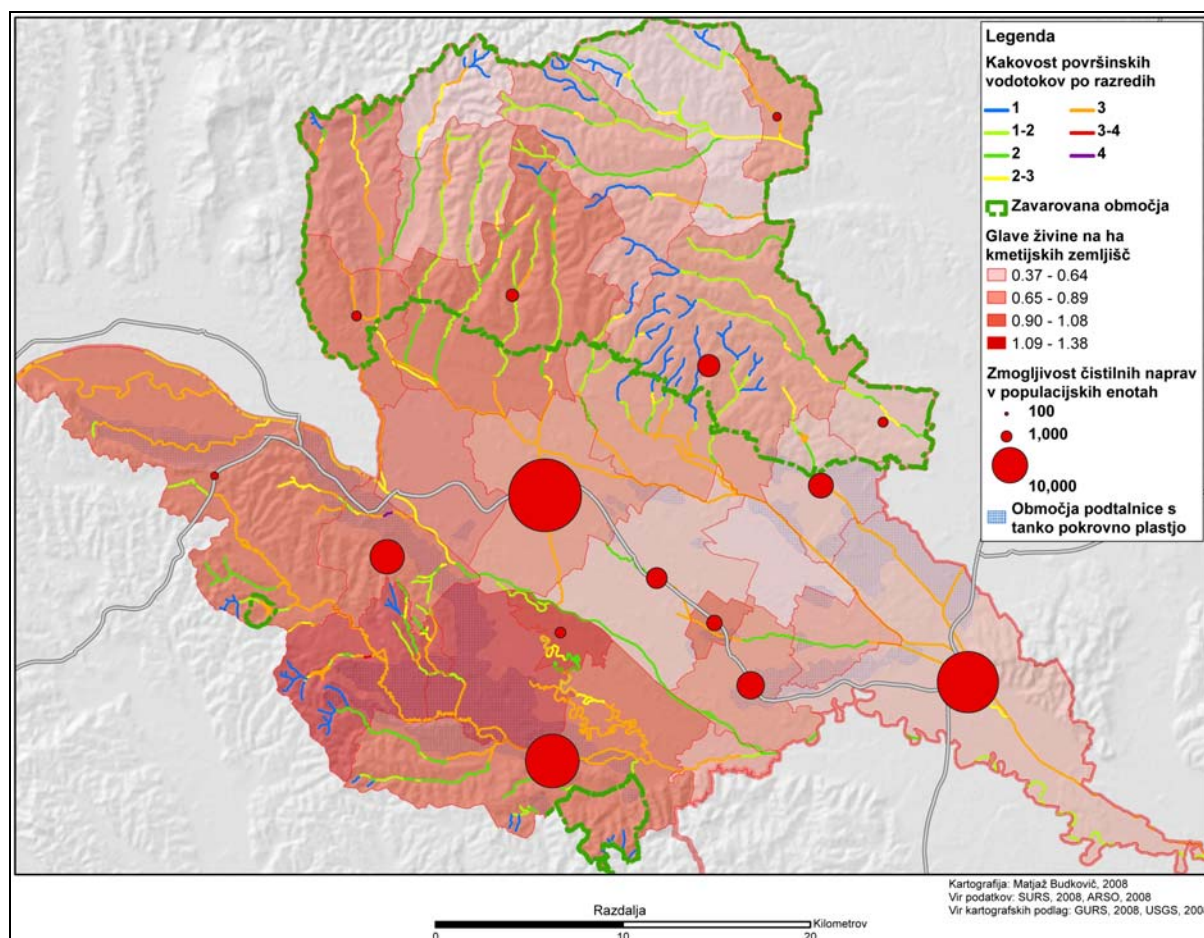 Legenda
Kakovost površinskih
vodotokov po razredih
1
1-2
2
2-3
3
3-4
4
Zavarovana območja
Glave živine na ha
kmetijskih zemljišč
0.37 - 0.64
0.65 - 0.89
0.90 - 1.08
1.09 - 1.38
Zmogljivost čistilnih naprav
v populacijskih enotah
100
1,000
10,000
Območja podtalnice s
tanko pokrovno plastjo
Kartografija: Matjaž Budkovič, 2008
Vir podatkov: SURS, 2008, ARSO, 2008
Vir kartografskih podlag: GURS, 2008, USGS, 2008
Razdalja
Kilometrov
0 10 20